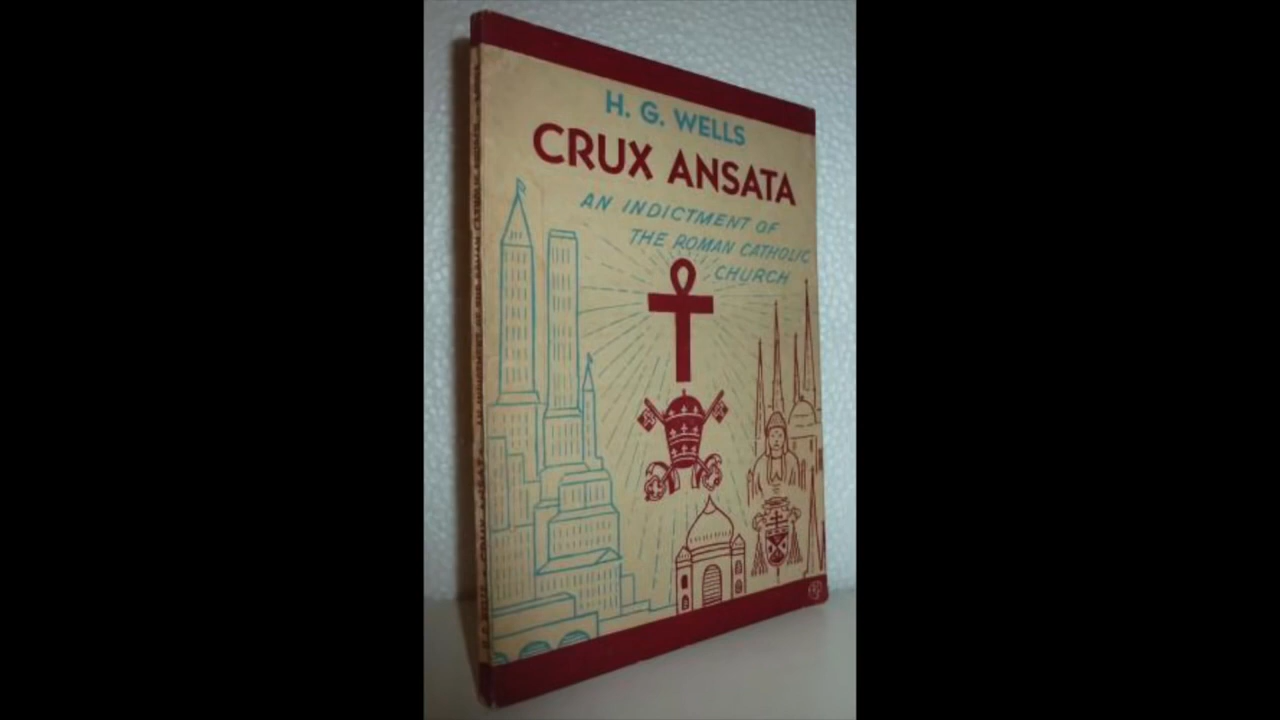 H. G. WELLS
CRUX ANSATA
AN INDICTMENT OF
THE ROMAN CATHOLIC
CHURCH